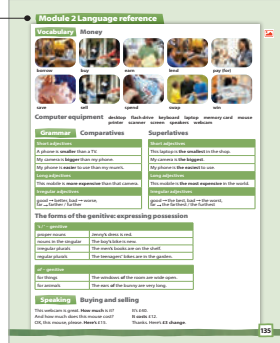 Module 2 Language reference
Vocabulary Money
borrow buy earn lend pay (for)
save sell spend swap win
Computer equipment desktop flash-drive keyboard laptop memory card mouse
printer scanner screen speakers webcam
Grammar Comparatives Superlatives
Short adjectives Short adjectives
A phone is smaller than a TV. This laptop is the smallest in the shop.
My camera is bigger than my phone. My camera is the biggest.
My phone is easier to use than my mum's. My phone is the easiest to use.
Long adjectives Long adjectives
This mobile is more expensive than that camera. This mobile is the most expensive in the world.
Irregular adjectives Irregular adjectives
good → better, bad → worse, good → the best, bad → the worst,
far → farther / further far → the farthest / the furthest
The forms of the genitive: expressing possession
's / ' – genitive
proper nouns Jenny's dress is red.
nouns in the singular The boy's bike is new.
irregular plurals The men's books are on the shelf.
regular plurals The teenagers' bikes are in the garden.
of – genitive
for things The windows of the room are wide open.
for animals The ears of the bunny are very long.
Speaking Buying and selling
This webcam is great. How much is it? It's £80.
And how much does this mouse cost? It costs £12.
OK, this mouse, please. Here's £15. Thanks. Here's £3 change.
135